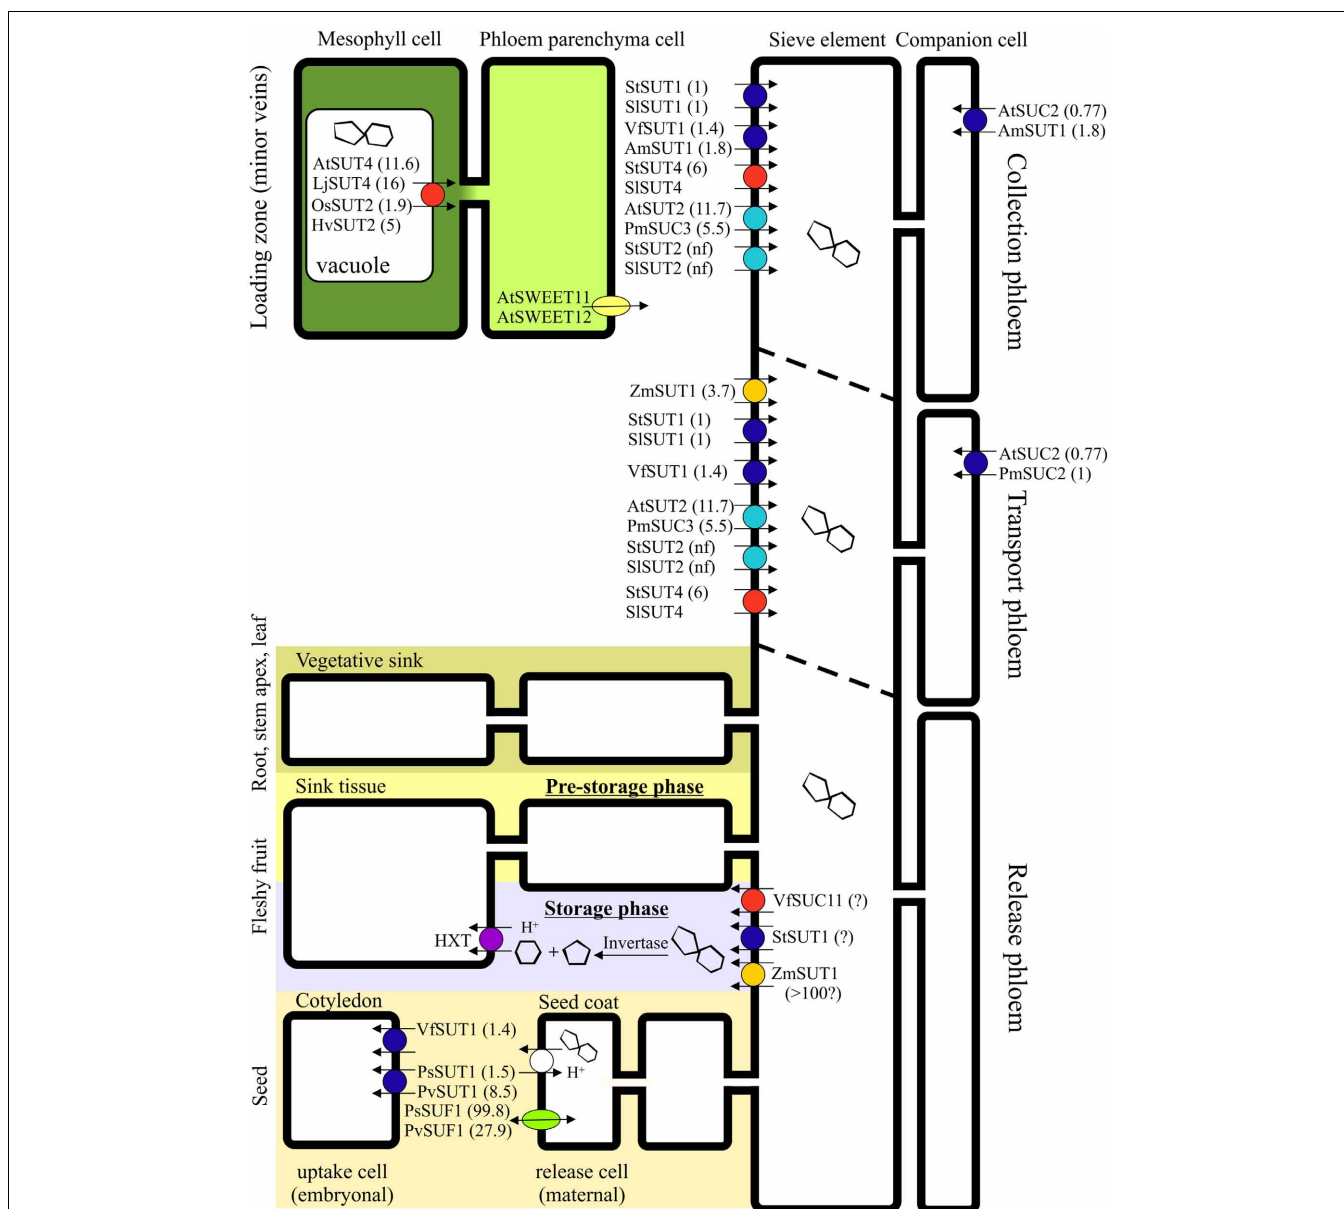 Mesophyll cell
Phloem parenchyma cell
Sieve element
Companion cell
Loading zone (minor veins)
AtSUT4 (11.6)
LjSUT4 (16)
OsSUT2 (1.9)
HvSUT2 (5)
vacuole
AtSWEET11
AtSWEET12
StSUT1 (1)
SlSUT1 (1)
VfSUT1 (1.4)
AmSUT1 (1.8)
StSUT4 (6)
SlSUT4
AtSUT2 (11.7)
PmSUC3 (5.5)
StSUT2 (nf)
SlSUT2 (nf)
AtSUC2 (0.77)
AmSUT1 (1.8)
Collection phloem
ZmSUT1 (3.7)
StSUT1 (1)
SlSUT1 (1)
VfSUT1 (1.4)
AtSUT2 (11.7)
PmSUC3 (5.5)
StSUT2 (nf)
SlSUT2 (nf)
StSUT4 (6)
SlSUT4
AtSUC2 (0.77)
PmSUC2 (1)
Transport phloem
Root, stem apex, leaf
Vegetative sink
Fleshy fruit
Sink tissue
Pre-storage phase
Storage phase
HXT
H+
+
Invertase
VfSUC11 (?)
StSUT1 (?)
ZmSUT1
(>100?)
Release phloem
Seed
Cotyledon
Seed coat
VfSUT1 (1.4)
PsSUT1 (1.5)
PvSUT1 (8.5)
PsSUF1 (99.8)
PvSUF1 (27.9)
H+
uptake cell
(embryonal)
release cell
(maternal)